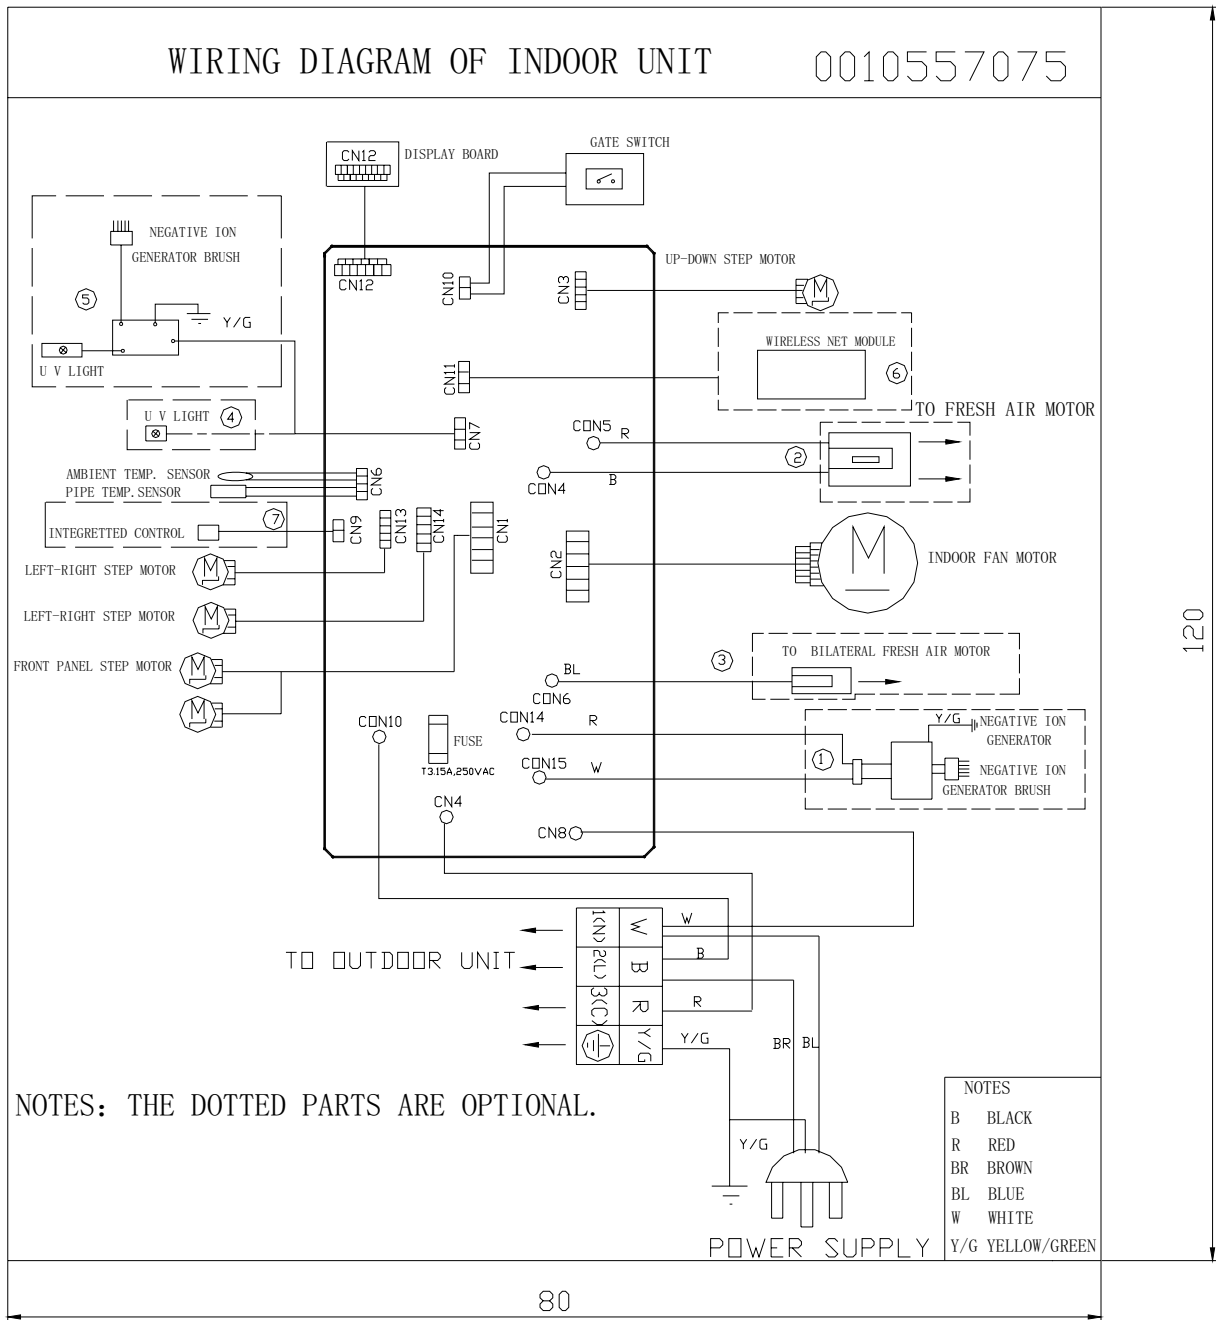 WIRING DIAGRAM OF INDOOR UNIT 0010557075
CN12
DISPLAY BOARD
GATE SWITCH
NEGATIVE ION
GENERATOR BRUSH
5
Y/G
U V LIGHT
CN12
CN10
CN3
UP-DOWN STEP MOTOR
M
WIRELESS NET MODULE
6
CN11
U V LIGHT 4
CN7
TO FRESH AIR MOTOR
CON5 R
2
CON4 B
AMBIENT TEMP. SENSOR
PIPE TEMP.SENSOR
CN6
7
INTEGRETTED CONTROL
CN9
CN13
CN14
CN1
CN2
M
INDOOR FAN MOTOR
LEFT-RIGHT STEP MOTOR
M
LEFT-RIGHT STEP MOTOR
M
FRONT PANEL STEP MOTOR
M
M
3
TO BILATERAL FRESH AIR MOTOR
BL
CON6
CON10
FUSE
T3.15A,250VAC
CON14 R
CON15 W
1
Y/G
NEGATIVE ION
GENERATOR
NEGATIVE ION
GENERATOR BRUSH
CN4
CN8
TO OUTDOOR UNIT
1(N) W W
2(L) B B
3(C) R R
Y/G Y/G
BR BL
Y/G
POWER SUPPLY
NOTES: THE DOTTED PARTS ARE OPTIONAL.
NOTES
B BLACK
R RED
BR BROWN
BL BLUE
W WHITE
Y/G YELLOW/GREEN
80
120